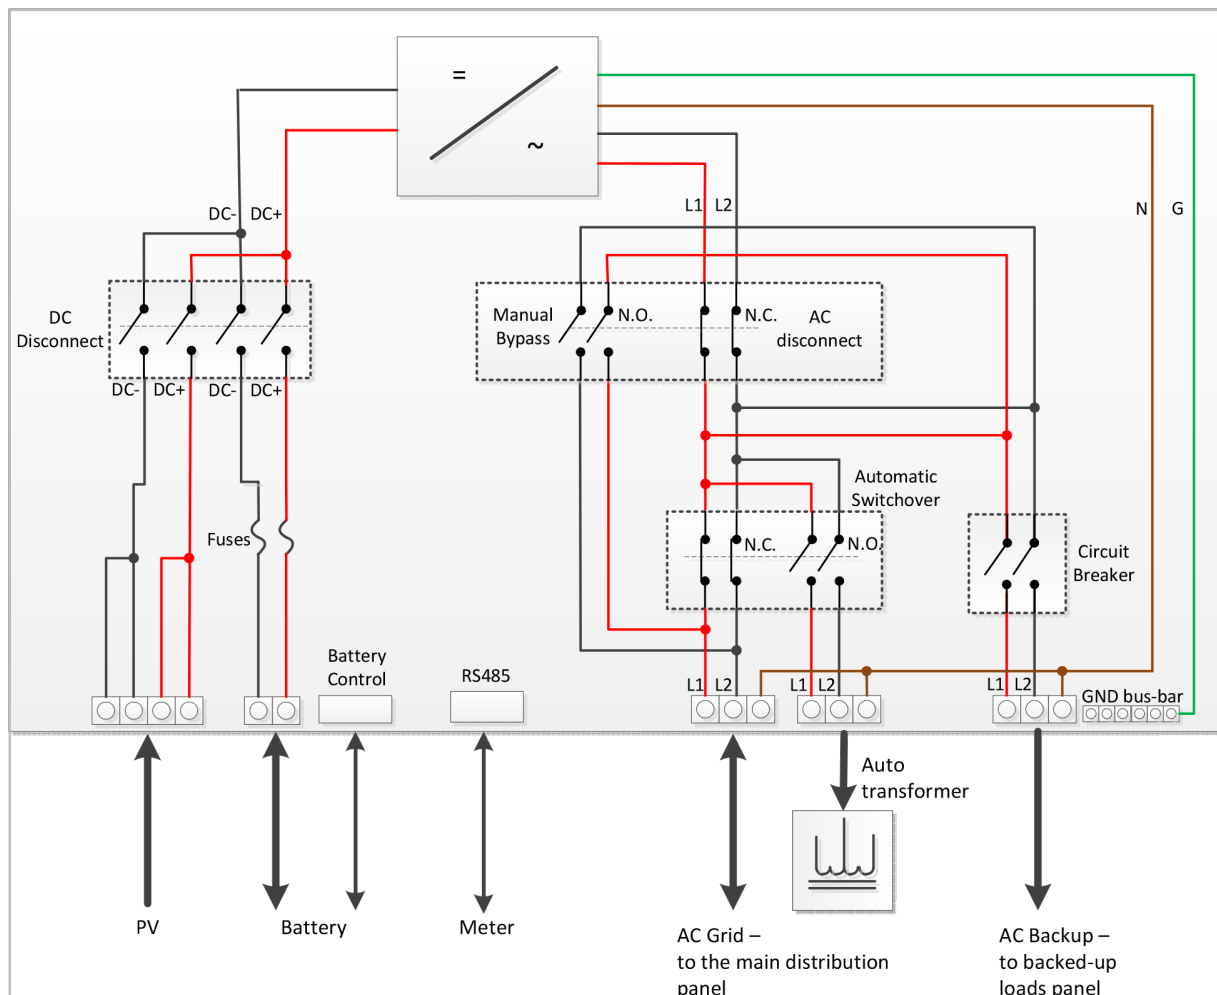 =
~
DC- DC+
L1 L2
N G
DC
Disconnect
Manual
Bypass
N.O.
N.C.
AC
disconnect
DC- DC+ DC- DC+
Automatic
Switchover
Fuses
N.C.
N.O.
Circuit
Breaker
Battery
Control
RS485
L1 L2
L1 L2
L1 L2
GND bus-bar
Auto
transformer
PV
Battery
Meter
AC Grid –
to the main distribution
panel
AC Backup –
to backed-up
loads panel